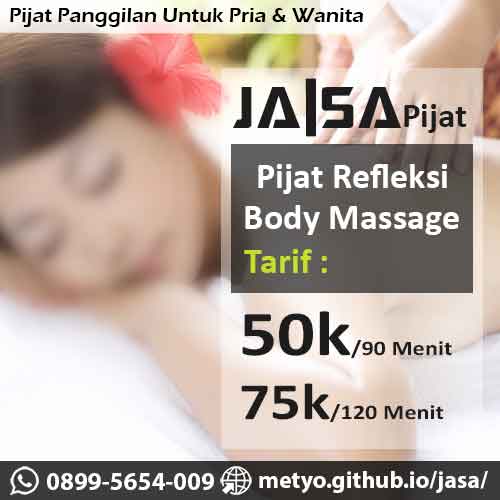 Pijat Panggilan Untuk Pria & Wanita
JA|SA Pijat
Pijat Refleksi
Body Massage
Tarif :
50k/90 Menit
75k/120 Menit
0899-5654-009 metyo.github.io/jasa/